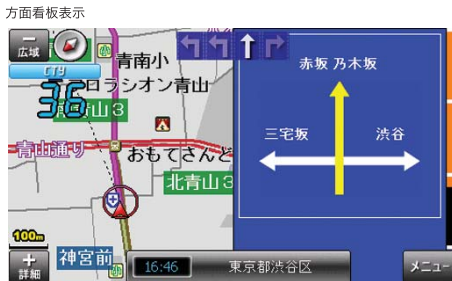 方面看板表示
広域
CTY
36
青南小
ロラシオン青山
山3
青山通り
おもてさんど
北青山3
100m
神宮前
詳細
16:46
東京都渋谷区
メニュー
赤坂 乃木坂
三宅坂
渋谷